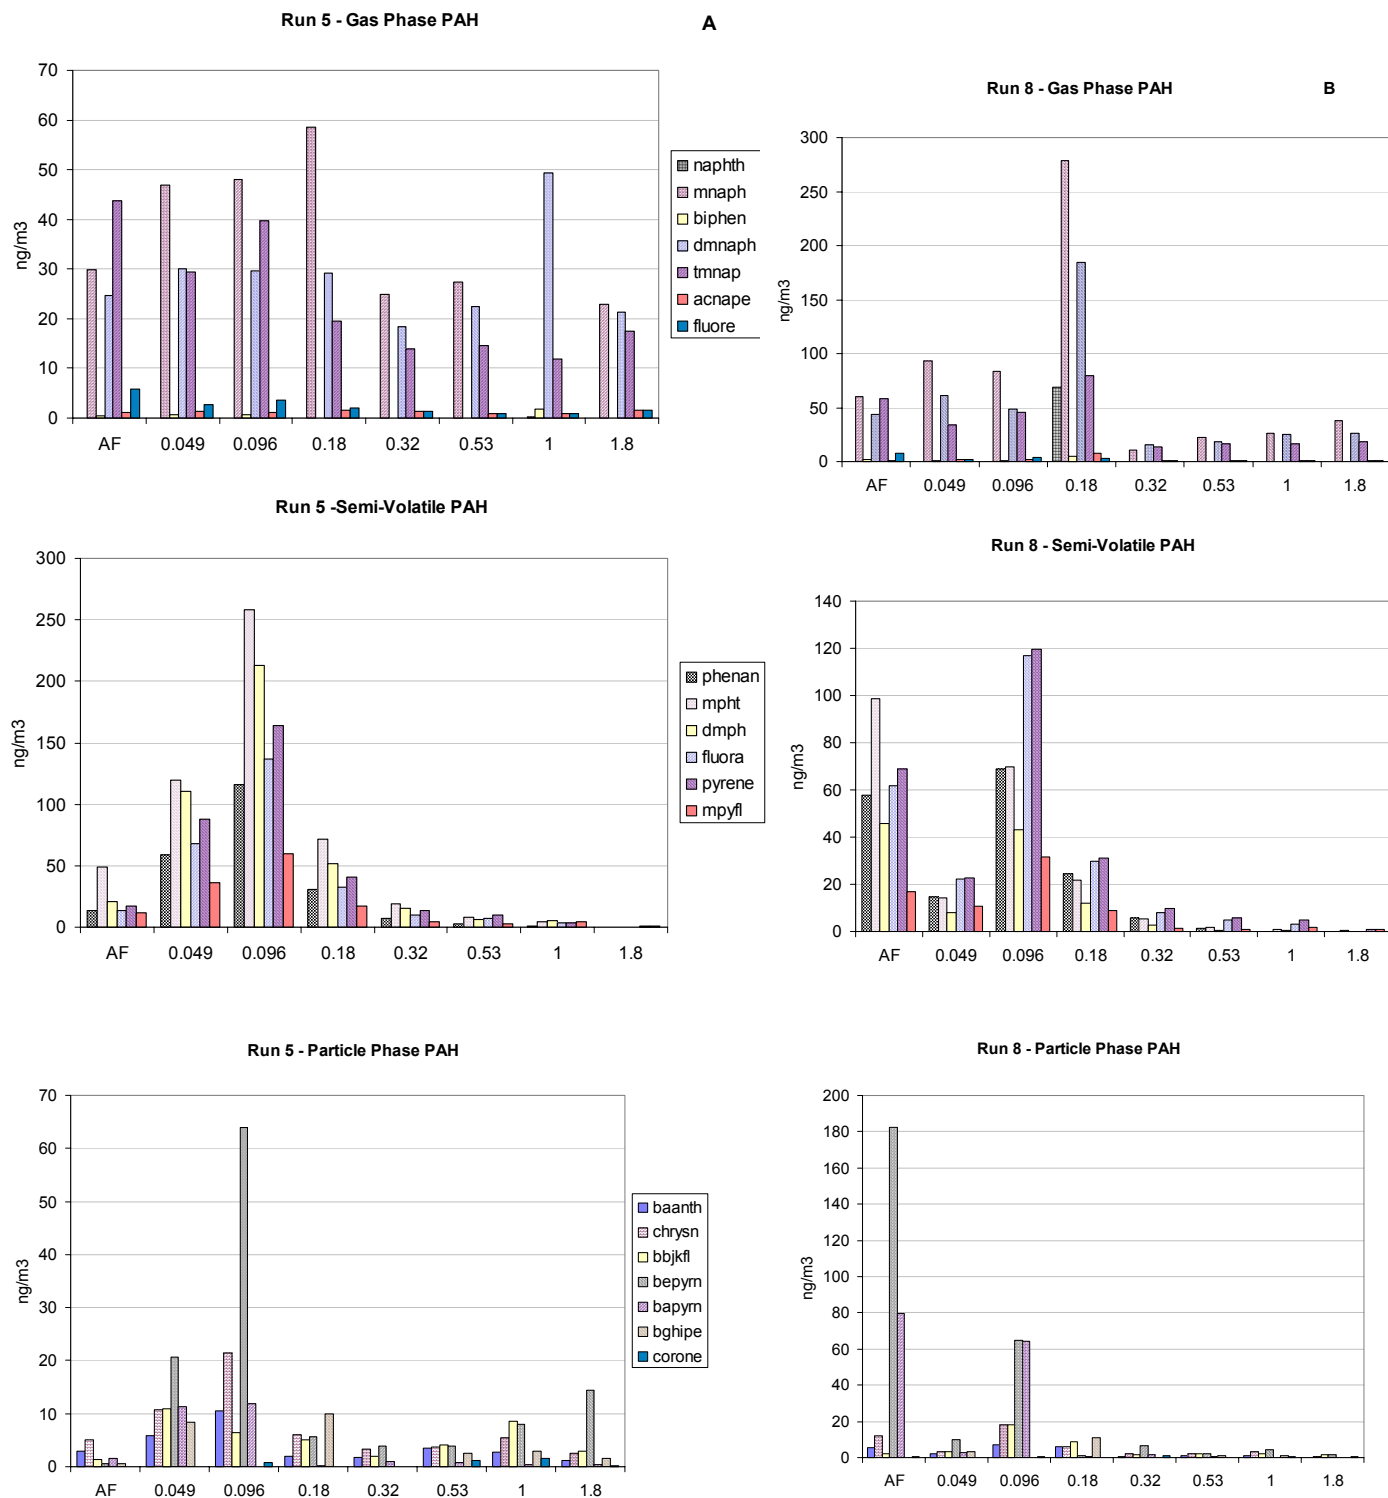 Run 5 - Gas Phase PAH
A
70
60
50
40
30
20
10
0
ng/m3
AF 0.049 0.096 0.18 0.32 0.53 1 1.8
naphth
mnaph
biphen
dmnaph
tmnap
acnape
fluore
Run 8 - Gas Phase PAH
B
300
250
200
150
100
50
0
ng/m3
AF 0.049 0.096 0.18 0.32 0.53 1 1.8
Run 5 -Semi-Volatile PAH
300
250
200
150
100
50
0
ng/m3
AF 0.049 0.096 0.18 0.32 0.53 1 1.8
phenan
mpht
dmph
fluora
pyrene
mpyfl
Run 8 - Semi-Volatile PAH
140
120
100
80
60
40
20
0
ng/m3
AF 0.049 0.096 0.18 0.32 0.53 1 1.8
Run 5 - Particle Phase PAH
70
60
50
40
30
20
10
0
ng/m3
AF 0.049 0.096 0.18 0.32 0.53 1 1.8
baanth
chrysn
bbjkfl
bepyrn
bapyrn
bghipe
corone
Run 8 - Particle Phase PAH
200
180
160
140
120
100
80
60
40
20
0
ng/m3
AF 0.049 0.096 0.18 0.32 0.53 1 1.8